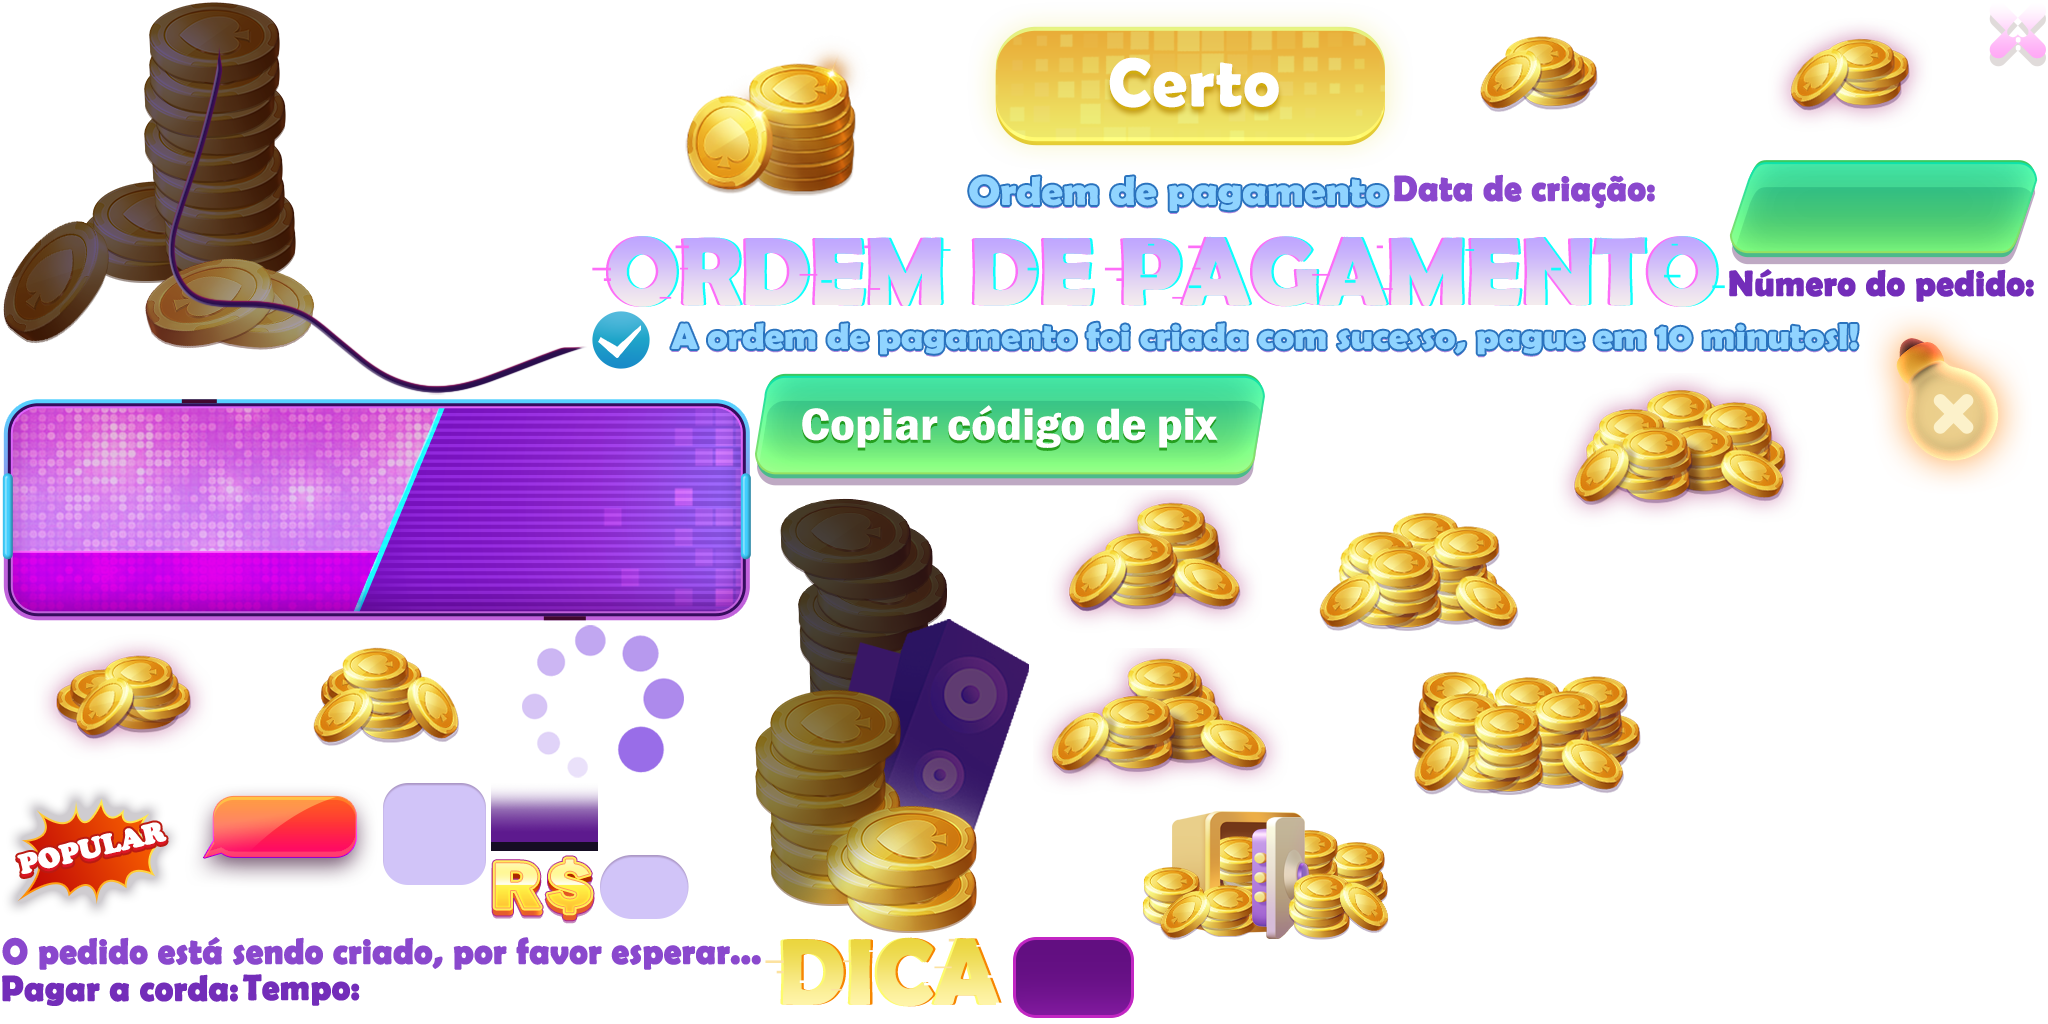 Certo
Ordem de pagamento
Data de criação:
ORDEM DE PAGAMENTO
Número do pedido:
A ordem de pagamento foi criada com sucesso, pague em 10 minutosl!
Copiar código de pix
POPULAR
R$
O pedido está sendo criado, por favor esperar...
DICA
Pagar a corda:
Tempo: